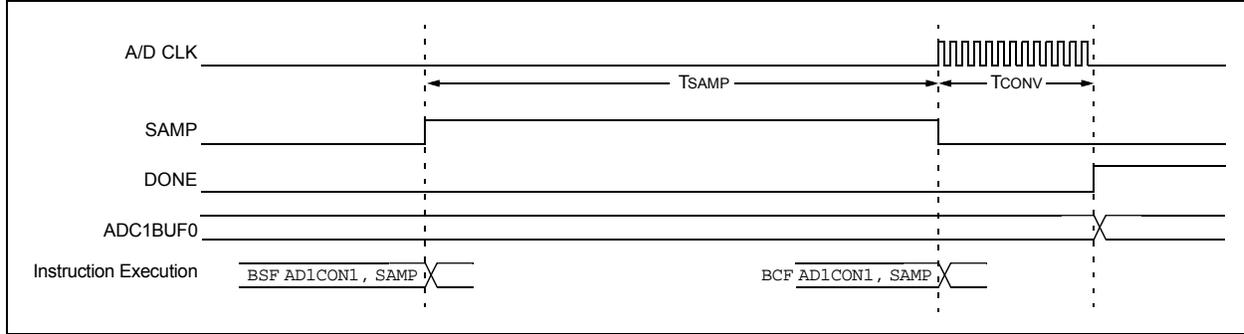 A/D CLK
TSAMP TCONV
SAMP
DONE
ADC1BUF0
Instruction Execution BSF AD1CON1, SAMP BCF AD1CON1, SAMP